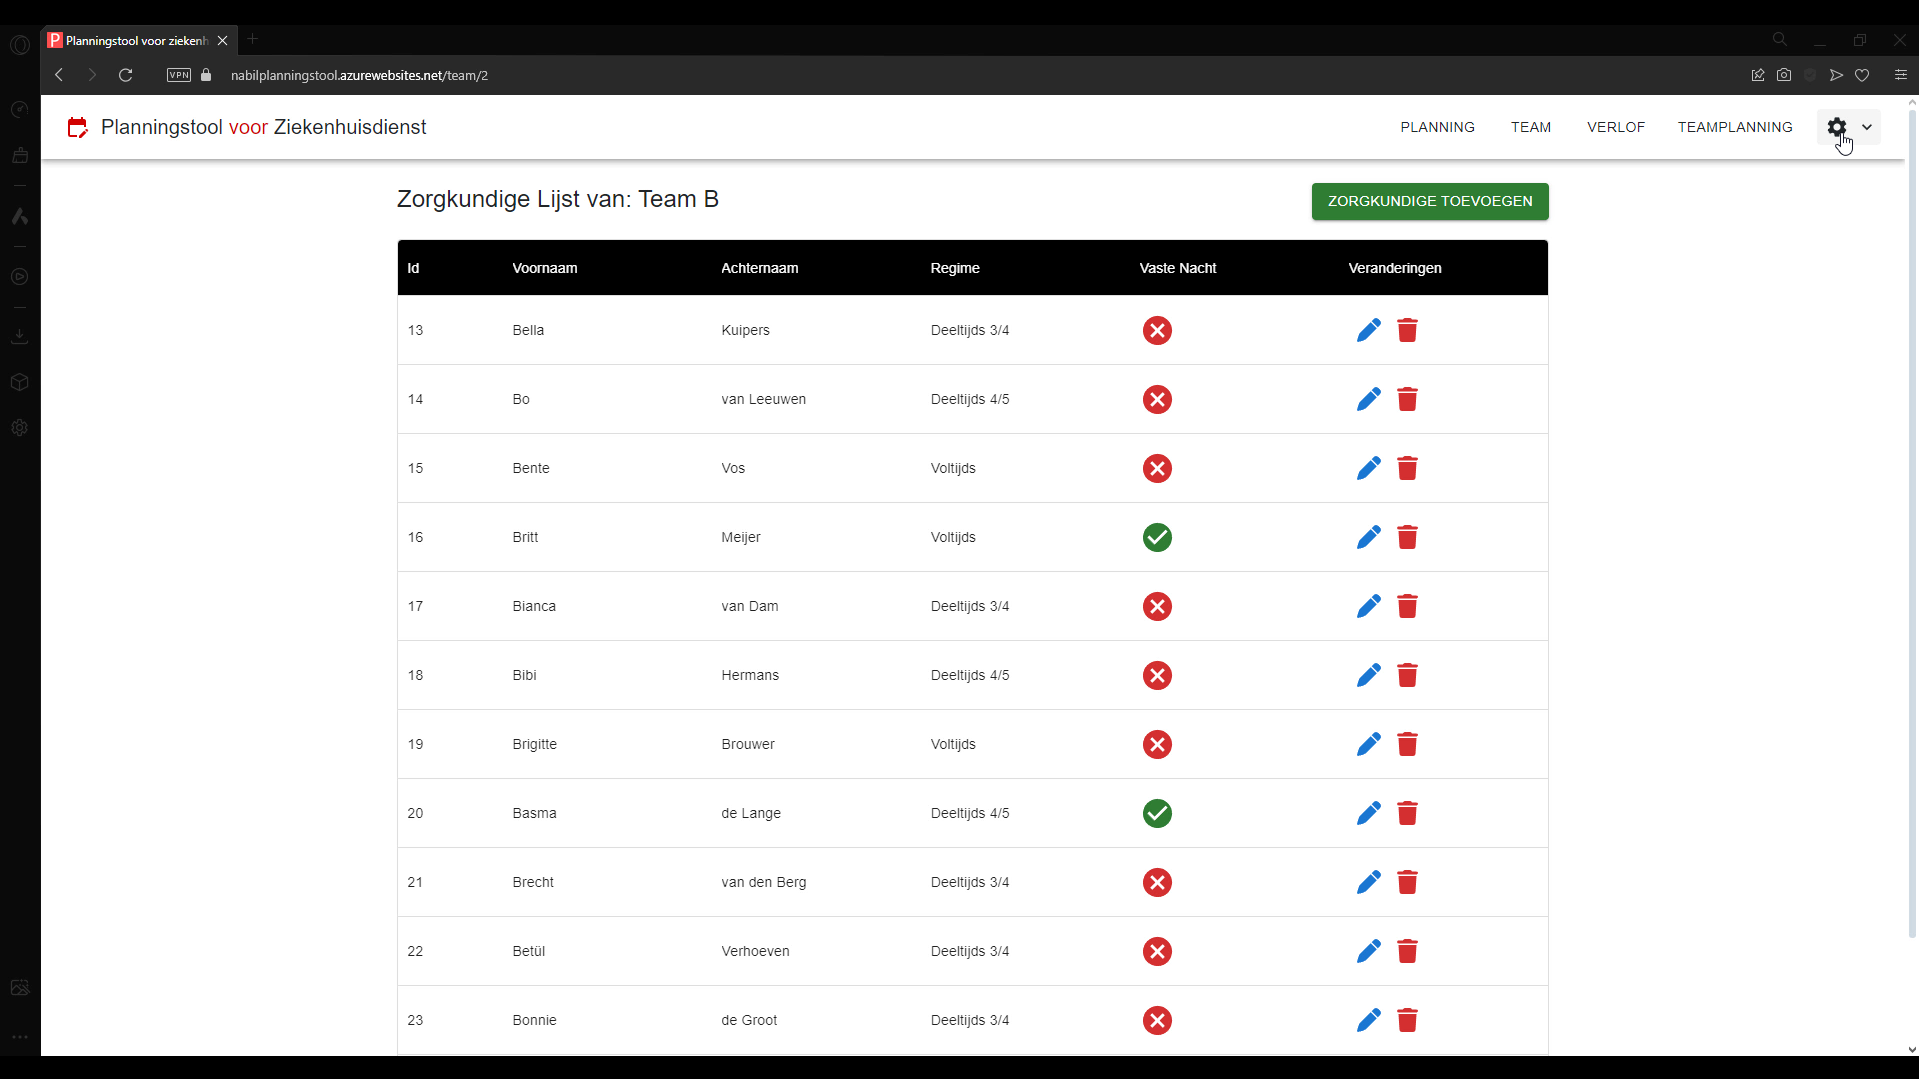 Planningstool voor ziekenh
VPN nabilplanningstool.azurewebsites.net/team/2
Planningstool voor Ziekenhuisdienst PLANNING TEAM VERLOF TEAMPLANNING
Zorgkundige Lijst van: Team B ZORGKUNDIGE TOEVOEGEN
Id Voornaam Achternaam Regime Vaste Nacht Veranderingen
13 Bella Kuipers Deeltijds 3/4
14 Bo van Leeuwen Deeltijds 4/5
15 Bente Vos Voltijds
16 Britt Meijer Voltijds
17 Bianca van Dam Deeltijds 3/4
18 Bibi Hermans Deeltijds 4/5
19 Brigitte Brouwer Voltijds
20 Basma de Lange Deeltijds 4/5
21 Brecht van den Berg Deeltijds 3/4
22 Betül Verhoeven Deeltijds 3/4
23 Bonnie de Groot Deeltijds 3/4